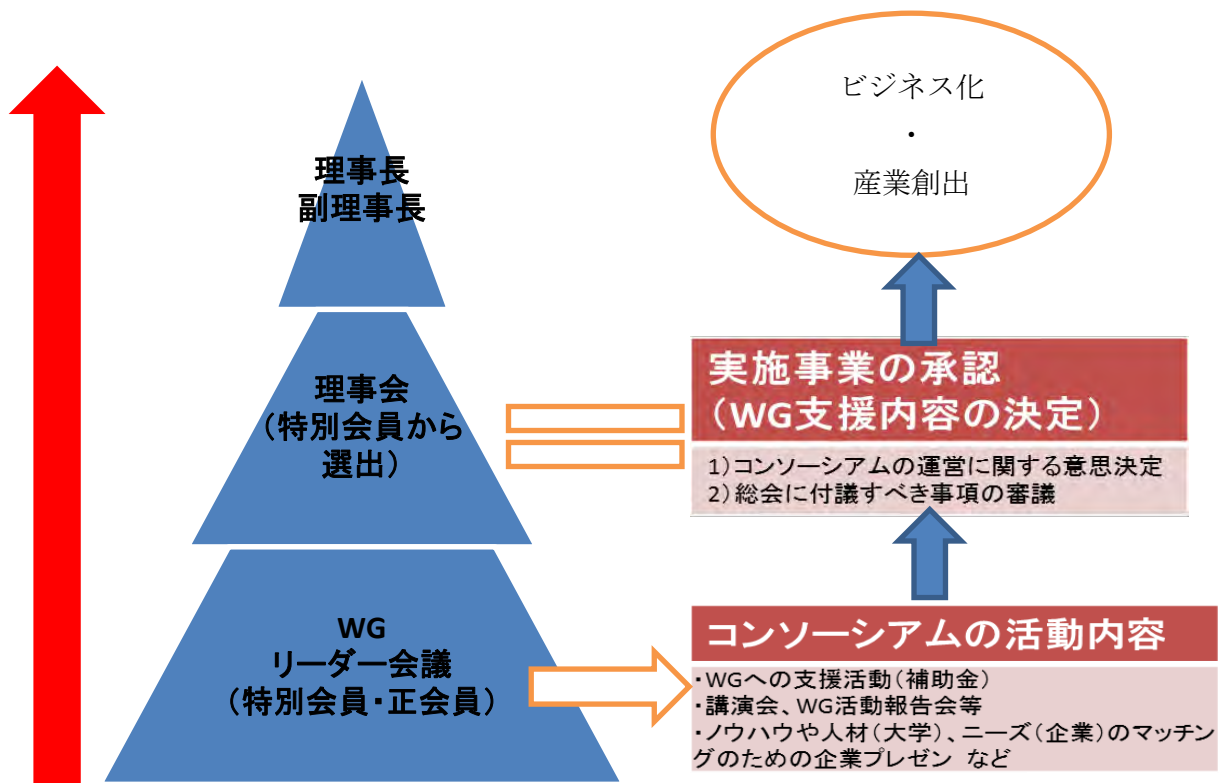 理事長
副理事長
理事会
(特別会員から
選出)
WG
リーダー会議
(特別会員・正会員)
ビジネス化
・
産業創出
実施事業の承認
(WG支援内容の決定)
1)コンソーシアムの運営に関する意思決定
2)総会に付議すべき事項の審議
コンソーシアムの活動内容
・WGへの支援活動(補助金)
・講演会、WG活動報告会等
・ノウハウや人材(大学)、ニーズ(企業)のマッチン
グのための企業プレゼン など